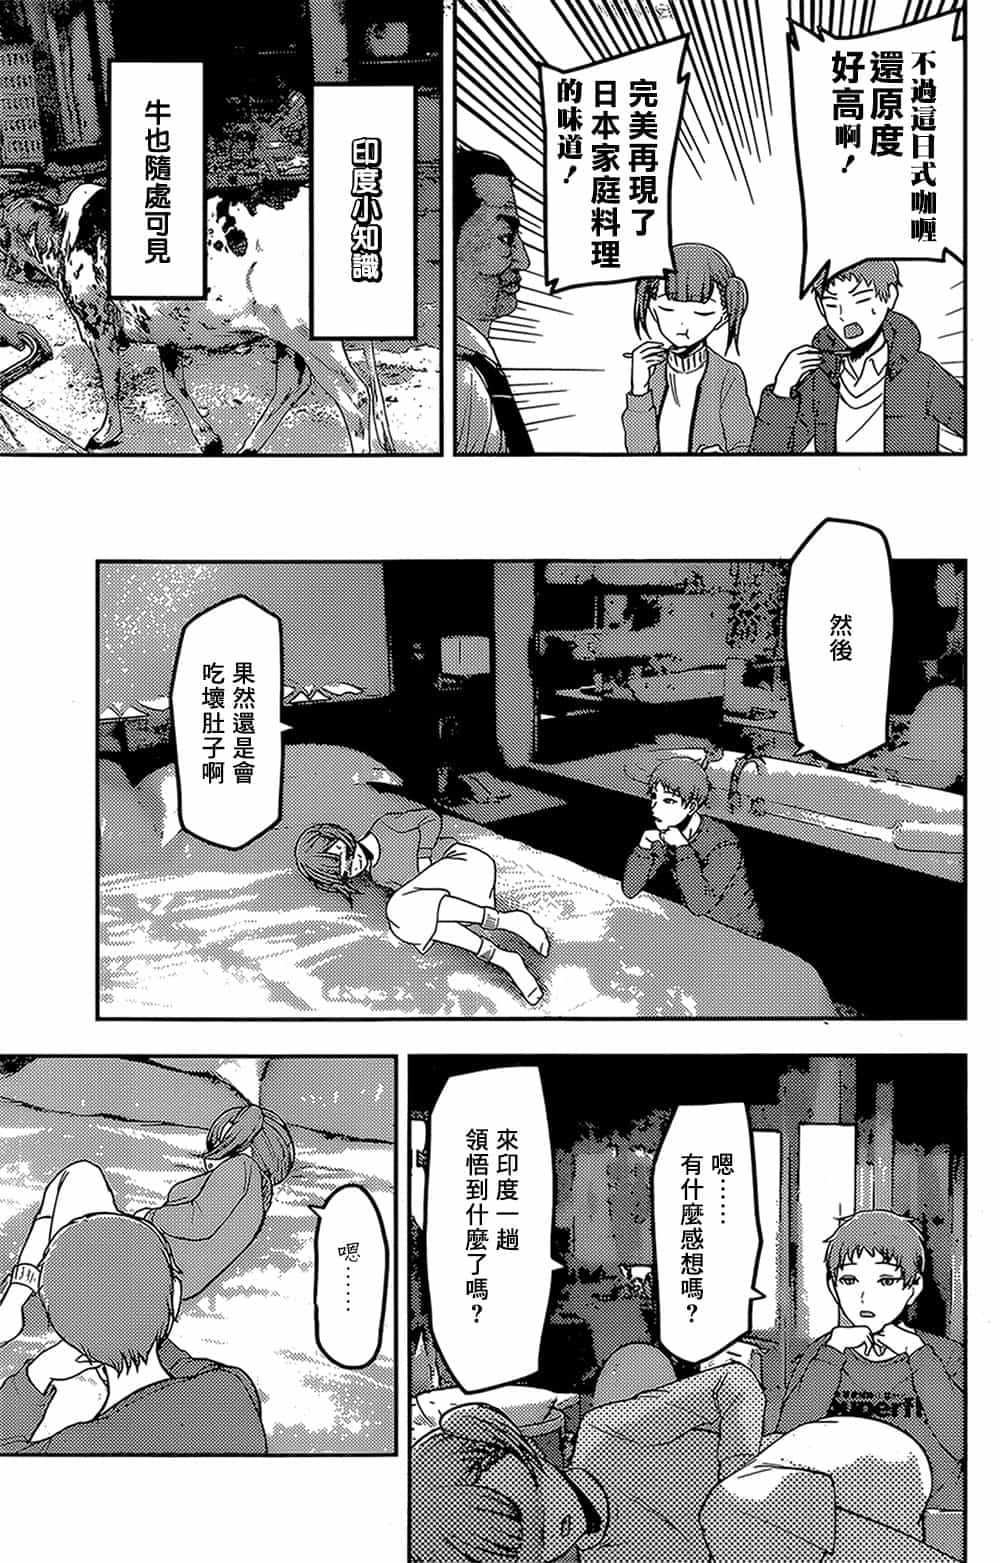 不過這日式咖喱
還原度
好高啊！
完美再現了
日本家庭料理
的味道！
印度小知識
牛也隨處可見
然後
果然還是會
吃壞肚子啊
嗯……
有什麼感想嗎？
來印度一趟
領悟到什麼了嗎？
嗯……